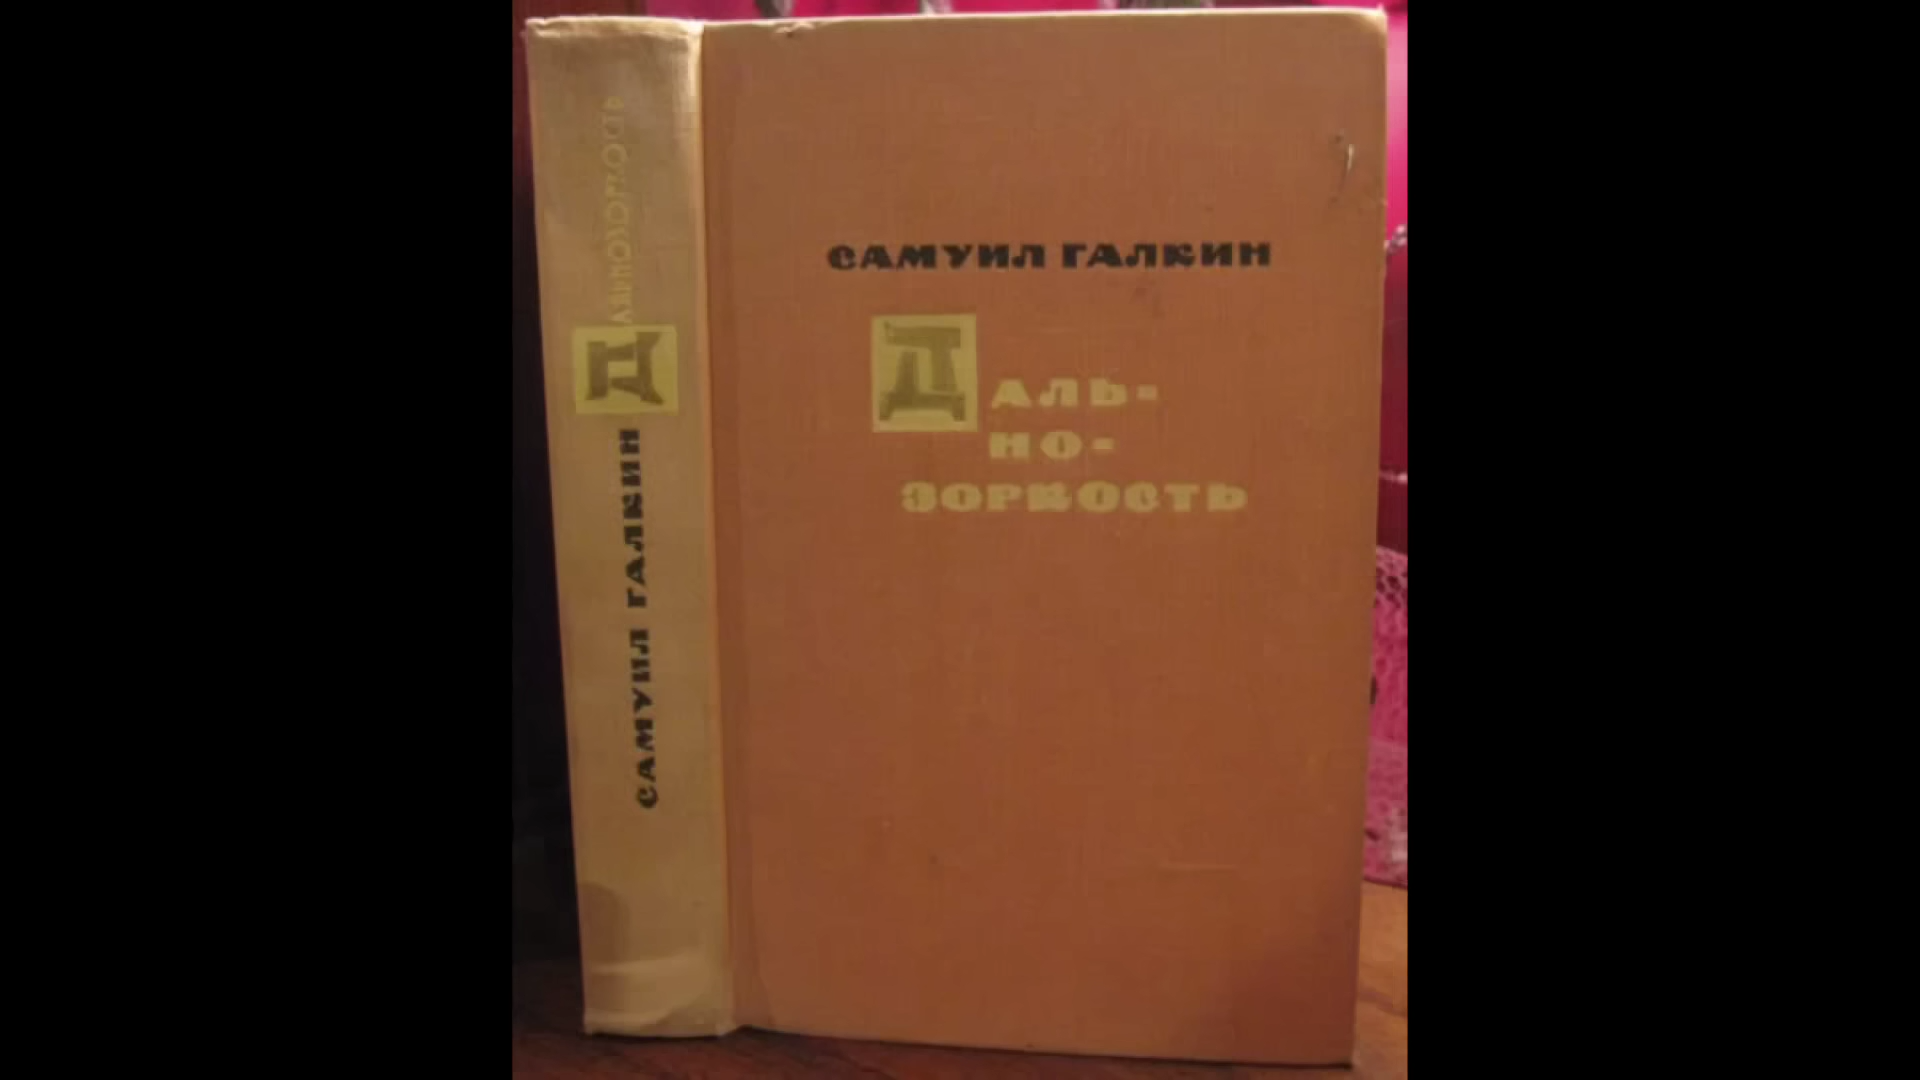 САМУИЛ ГАЛКИН
ДАЛЬ-
НО-
ЗОРКОСТЬ
САМУИЛ ГАЛКИН ДАЛЬНОЗОРКОСТЬ